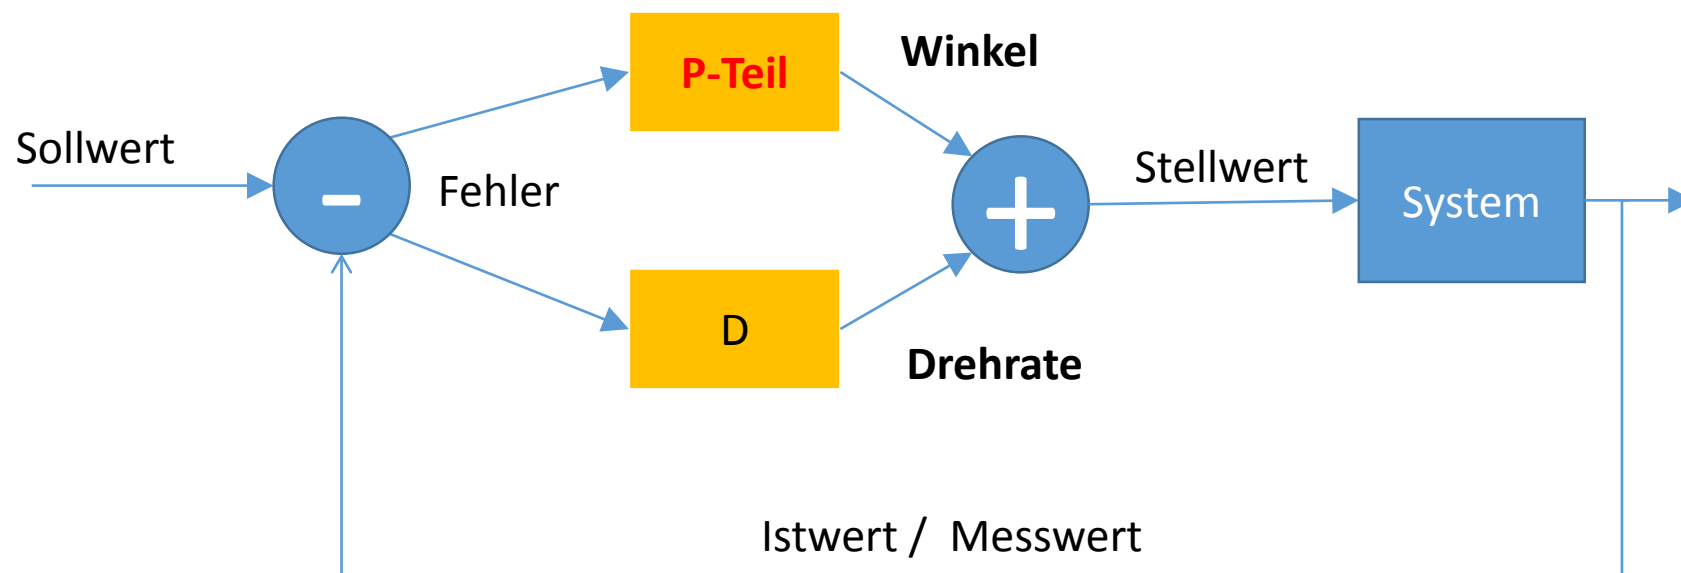 Sollwert
-
Fehler
P-Teil
D
Winkel
Drehrate
+
Stellwert
System
Istwert / Messwert